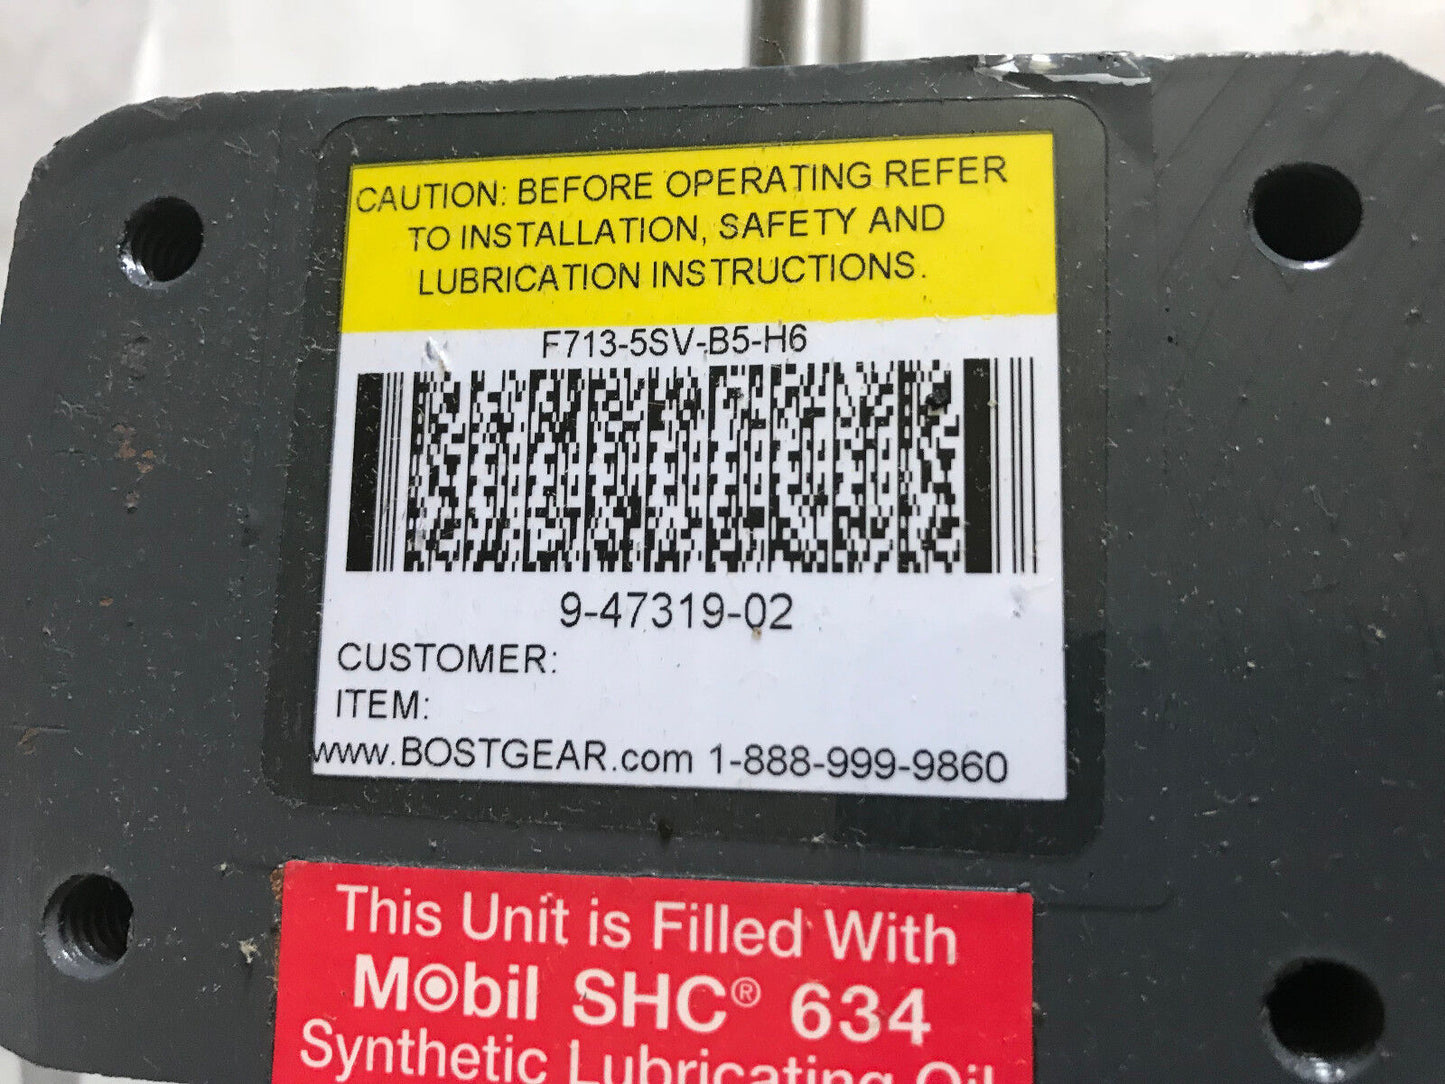 CAUTION: BEFORE OPERATING REFER
TO INSTALLATION, SAFETY AND
LUBRICATION INSTRUCTIONS.
F713-5SV-B5-H6
9-47319-02
CUSTOMER:
ITEM:
www.BOSTGEAR.com 1-888-999-9860
This Unit is Filled With
Mobil SHC® 634
Synthetic Lubricating Oil